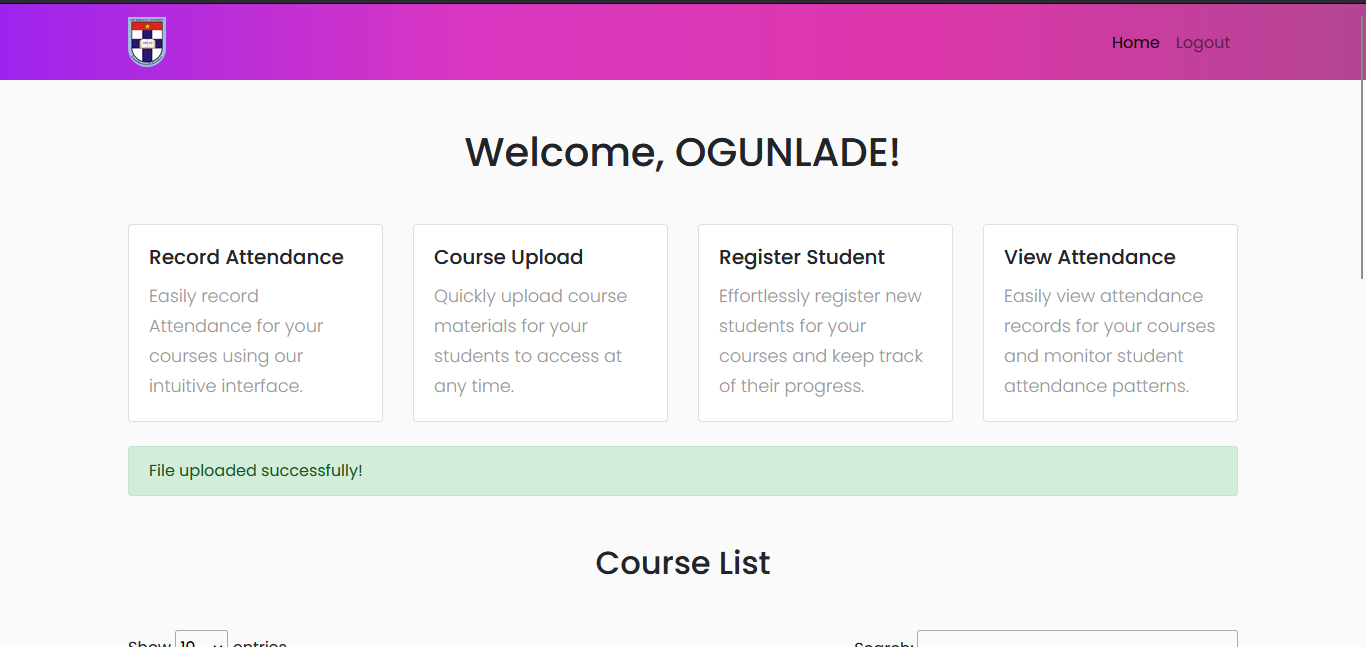 Home Logout
Welcome, OGUNLADE!
Record Attendance
Easily record
Attendance for your
courses using our
intuitive interface.
Course Upload
Quickly upload course
materials for your
students to access at
any time.
Register Student
Effortlessly register new
students for your
courses and keep track
of their progress.
View Attendance
Easily view attendance
records for your courses
and monitor student
attendance patterns.
File uploaded successfully!
Course List
Show 10 entries
Search: